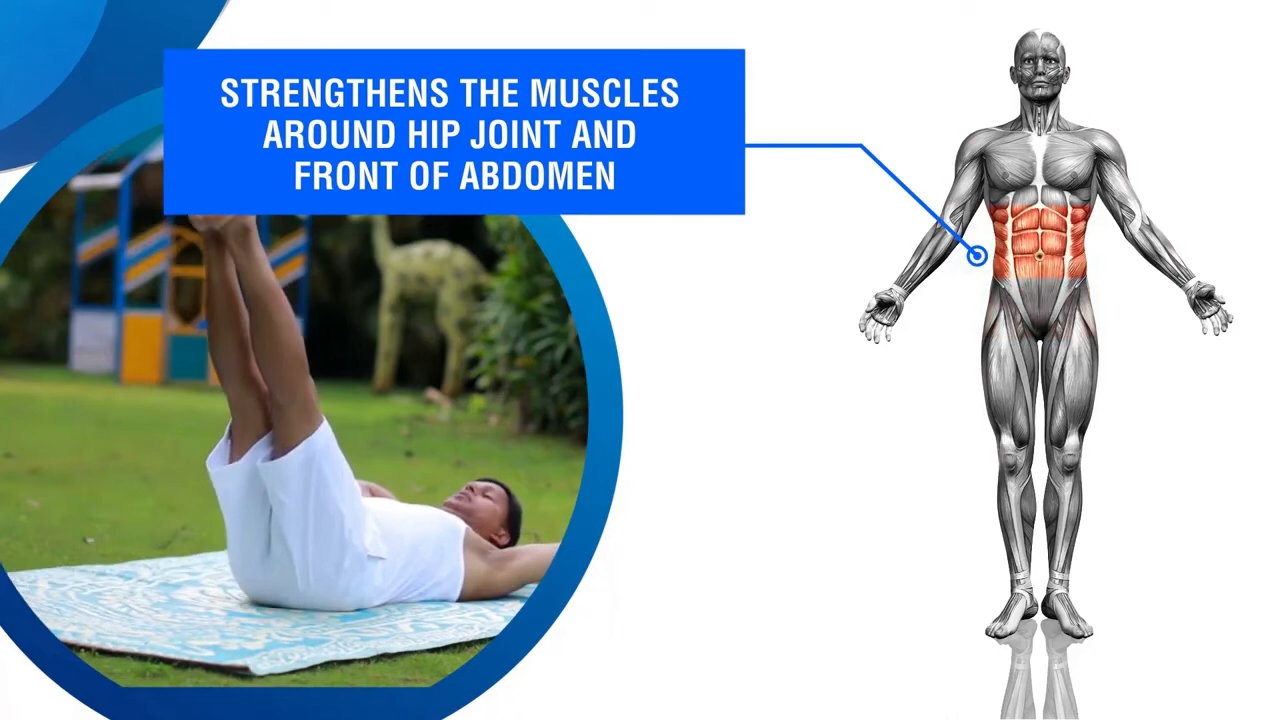 STRENGTHENS THE MUSCLES
AROUND HIP JOINT AND
FRONT OF ABDOMEN